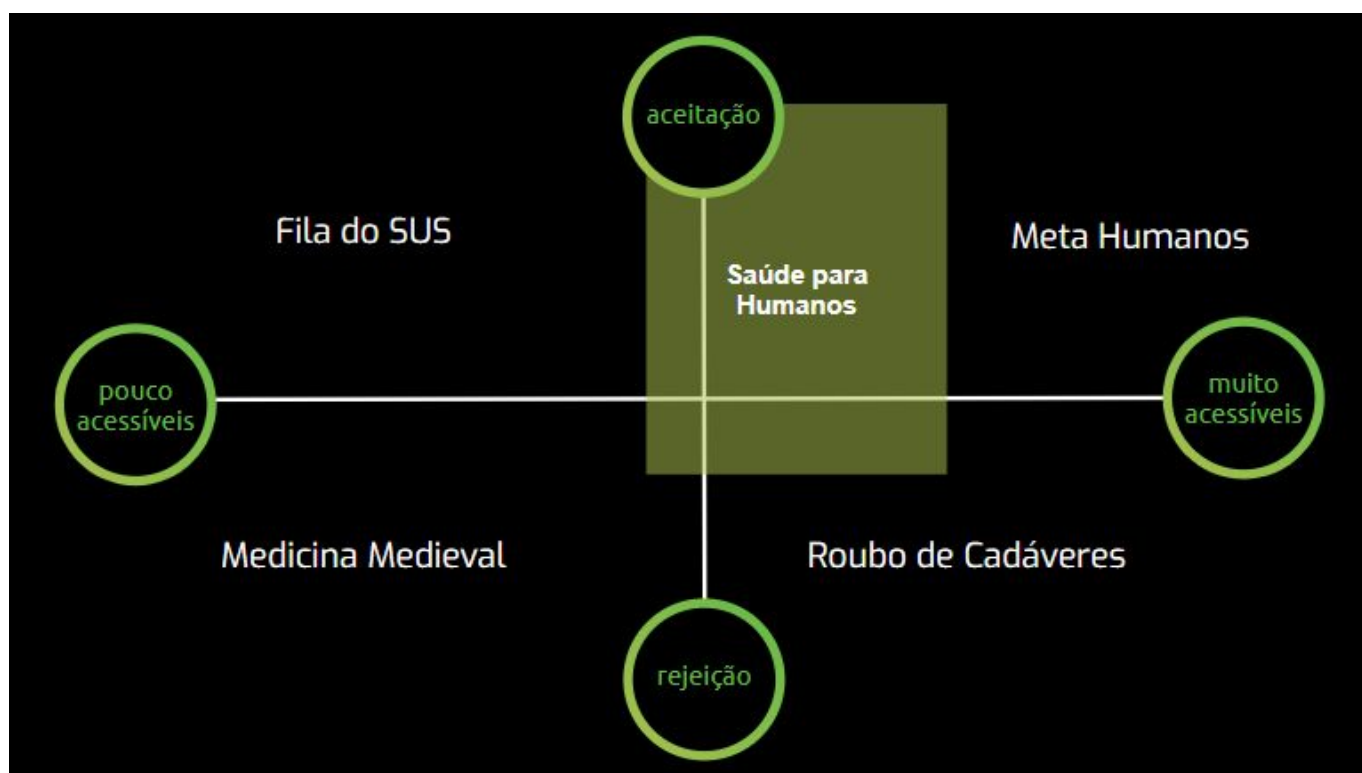 aceitação
Fila do SUS
Meta Humanos
Saúde para
Humanos
pouco
acessíveis
muito
acessíveis
Medicina Medieval
Roubo de Cadáveres
rejeição